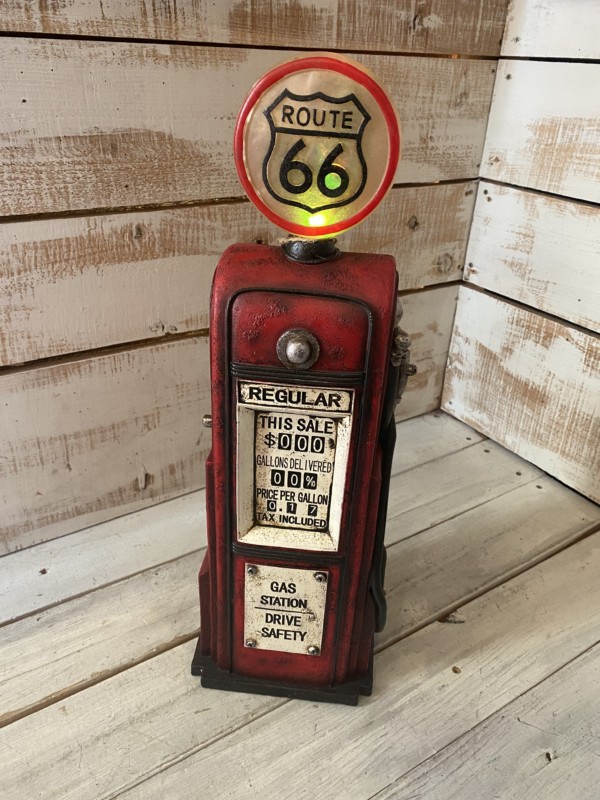 ROUTE
66
REGULAR
THIS SALE
$000
GALLONS DELIVERED
00%
PRICE PER GALLON
0.17
TAX INCLUDED
GAS
STATION
DRIVE
SAFETY